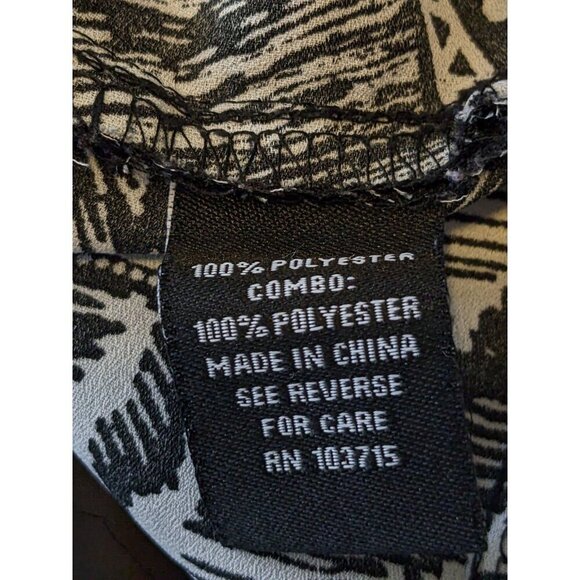 100% POLYESTER
COMBO:
100% POLYESTER
MADE IN CHINA
SEE REVERSE
FOR CARE
RN 103715